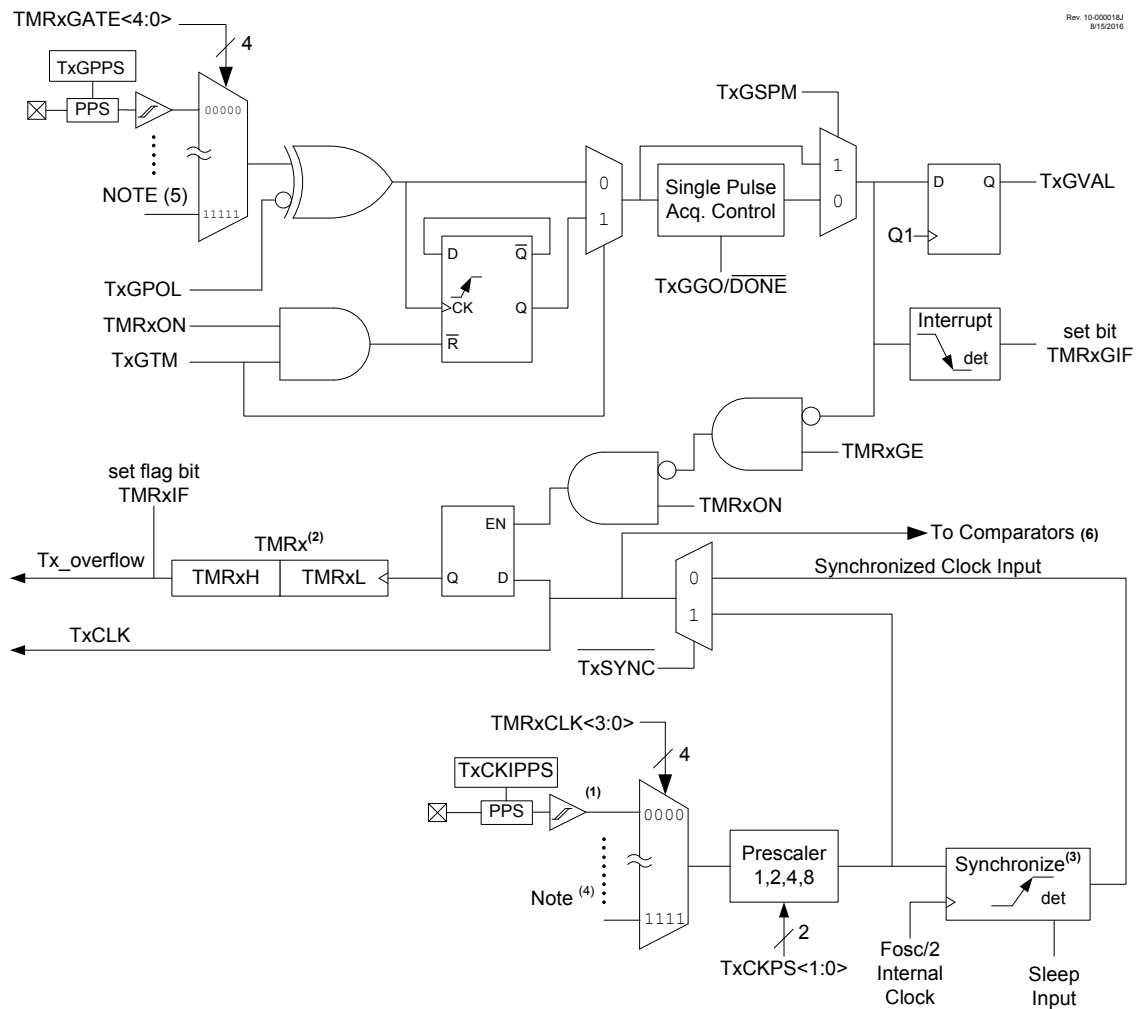 Rev. 10-000018J
8/15/2016
TMRxGATE<4:0>
4
TxGPPS
PPS
00000
NOTE (5)
11111
TxGPOL
TMRxON
TxGTM
D
Q
CK
Q
R
0
1
Single Pulse
Acq. Control
TxGGO/DONE
TxGSPM
1
0
D
Q
Q1
TxGVAL
Interrupt
det
set bit
TMRxGIF
TMRxGE
TMRxON
set flag bit
TMRxIF
Tx_overflow
TMRx(2)
TMRxH
TMRxL
EN
Q
D
TxCLK
To Comparators (6)
Synchronized Clock Input
0
1
TxSYNC
TMRxCLK<3:0>
4
TxCKIPPS
PPS
(1)
0000
Note (4)
1111
Prescaler
1,2,4,8
2
TxCKPS<1:0>
Synchronize(3)
det
Fosc/2
Internal
Clock
Sleep
Input